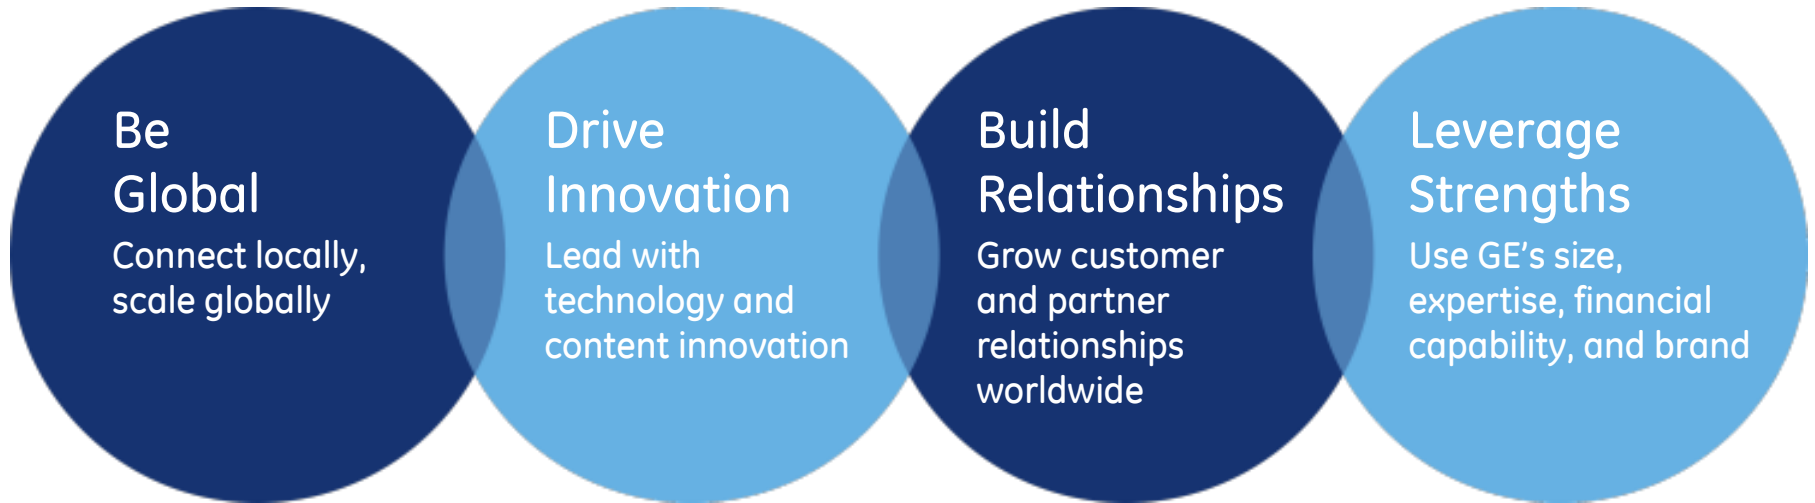 Be
Global
Connect locally,
scale globally
Drive
Innovation
Lead with
technology and
content innovation
Build
Relationships
Grow customer
and partner
relationships
worldwide
Leverage
Strengths
Use GE’s size,
expertise, financial
capability, and brand